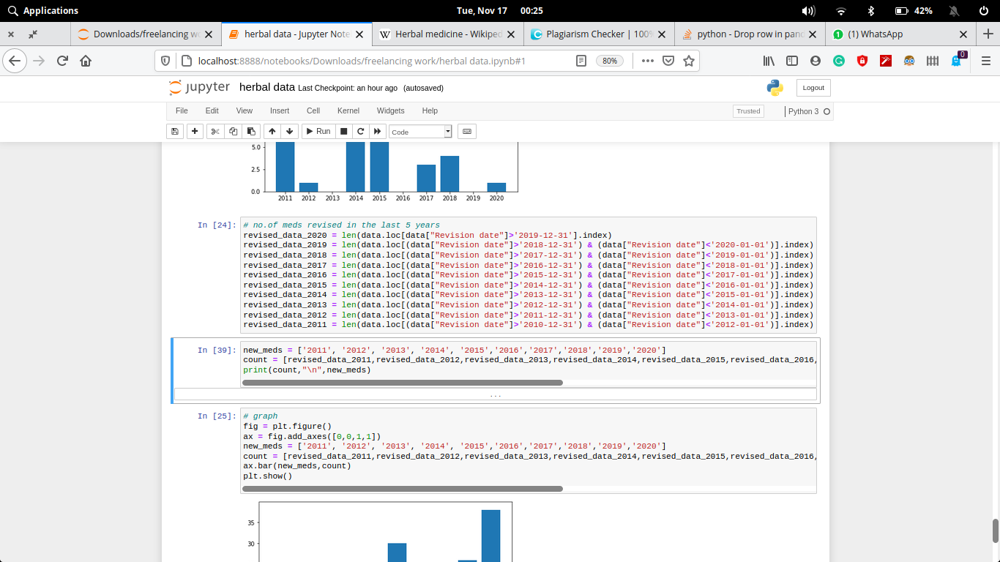 Applications
Tue, Nov 17 00:25
42%
Downloads/freelancing wo
herbal data - Jupyter Note
Herbal medicine - Wikiped
Plagiarism Checker | 100%
python - Drop row in pand
(1) WhatsApp
localhost:8888/notebooks/Downloads/freelancing work/herbal data.ipynb#1
80%
0
jupyter herbal data Last Checkpoint: an hour ago (autosaved)
Logout
File Edit View Insert Cell Kernel Widgets Help
Trusted
Python 3
Run
Code
5.0
2.5
0.0
2011 2012 2013 2014 2015 2016 2017 2018 2019 2020
In [24]:
# no.of meds revised in the last 5 years
revised_data_2020 = len(data.loc[data["Revision date"]>'2019-12-31'].index)
revised_data_2019 = len(data.loc[(data["Revision date"]>'2018-12-31') & (data["Revision date"]<'2020-01-01')].index)
revised_data_2018 = len(data.loc[(data["Revision date"]>'2017-12-31') & (data["Revision date"]<'2019-01-01')].index)
revised_data_2017 = len(data.loc[(data["Revision date"]>'2016-12-31') & (data["Revision date"]<'2018-01-01')].index)
revised_data_2016 = len(data.loc[(data["Revision date"]>'2015-12-31') & (data["Revision date"]<'2017-01-01')].index)
revised_data_2015 = len(data.loc[(data["Revision date"]>'2014-12-31') & (data["Revision date"]<'2016-01-01')].index)
revised_data_2014 = len(data.loc[(data["Revision date"]>'2013-12-31') & (data["Revision date"]<'2015-01-01')].index)
revised_data_2013 = len(data.loc[(data["Revision date"]>'2012-12-31') & (data["Revision date"]<'2014-01-01')].index)
revised_data_2012 = len(data.loc[(data["Revision date"]>'2011-12-31') & (data["Revision date"]<'2013-01-01')].index)
revised_data_2011 = len(data.loc[(data["Revision date"]>'2010-12-31') & (data["Revision date"]<'2012-01-01')].index)
In [39]:
new_meds = ['2011', '2012', '2013', '2014', '2015','2016','2017','2018','2019','2020']
count = [revised_data_2011,revised_data_2012,revised_data_2013,revised_data_2014,revised_data_2015,revised_data_2016,
print(count,"\n",new_meds)
...
In [25]:
# graph
fig = plt.figure()
ax = fig.add_axes([0,0,1,1])
new_meds = ['2011', '2012', '2013', '2014', '2015','2016','2017','2018','2019','2020']
count = [revised_data_2011,revised_data_2012,revised_data_2013,revised_data_2014,revised_data_2015,revised_data_2016,
ax.bar(new_meds,count)
plt.show()
35
30